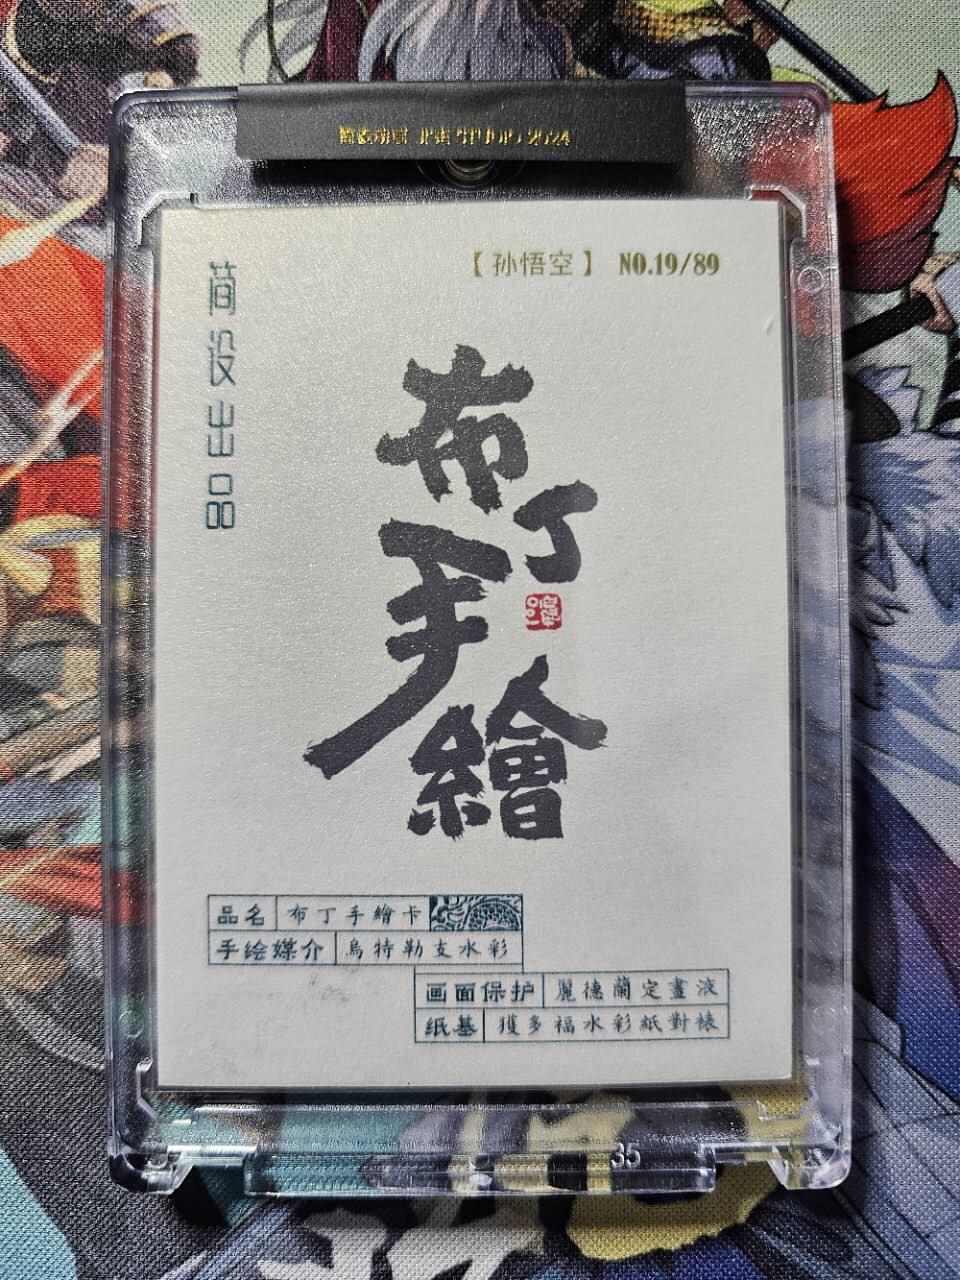 2024
【孙悟空】 NO.19/89
简设出品
布丁
手繪
品名 布丁手繪卡
手绘媒介 烏特勒支水彩
画面保护 麗德蘭定畫液
纸基 獲多福水彩紙對裱
35